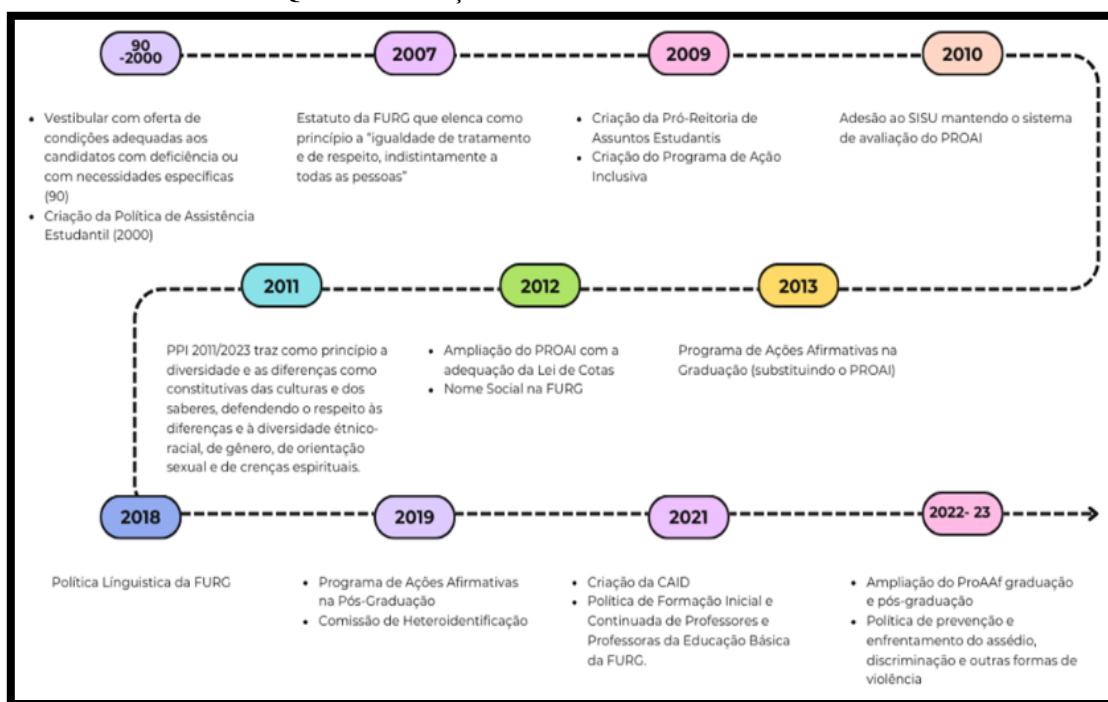 90
-2000
2007
2009
2010
• Vestibular com oferta de
condições adequadas aos
candidatos com deficiência ou
com necessidades específicas
(90)
• Criação da Política de Assistência
Estudantil (2000)
Estatuto da FURG que elenca como
princípio a "igualdade de tratamento
e de respeito, indistintamente a
todas as pessoas"
• Criação da Pró-Reitoria de
Assuntos Estudantis
• Criação do Programa de Ação
Inclusiva
Adesão ao SISU mantendo o sistema
de avaliação do PROAI
2011
2012
2013
PPI 2011/2023 traz como princípio a
diversidade e as diferenças como
constitutivas das culturas e dos
saberes, defendendo o respeito às
diferenças e à diversidade étnico-
racial, de gênero, de orientação
sexual e de crenças espirituais.
• Ampliação do PROAI com a
adequação da Lei de Cotas
• Nome Social na FURG
Programa de Ações Afirmativas na
Graduação (substituindo o PROAI)
2018
2019
2021
2022- 23
Política Línguistica da FURG
• Programa de Ações Afirmativas
na Pós-Graduação
• Comissão de Heteroidentificação
• Criação da CAID
• Política de Formação Inicial e
Continuada de Professores e
Professoras da Educação Básica
da FURG.
• Ampliação do ProAAf graduação
e pós-graduação
• Política de prevenção e
enfrentamento do assédio,
discriminação e outras formas de
violência